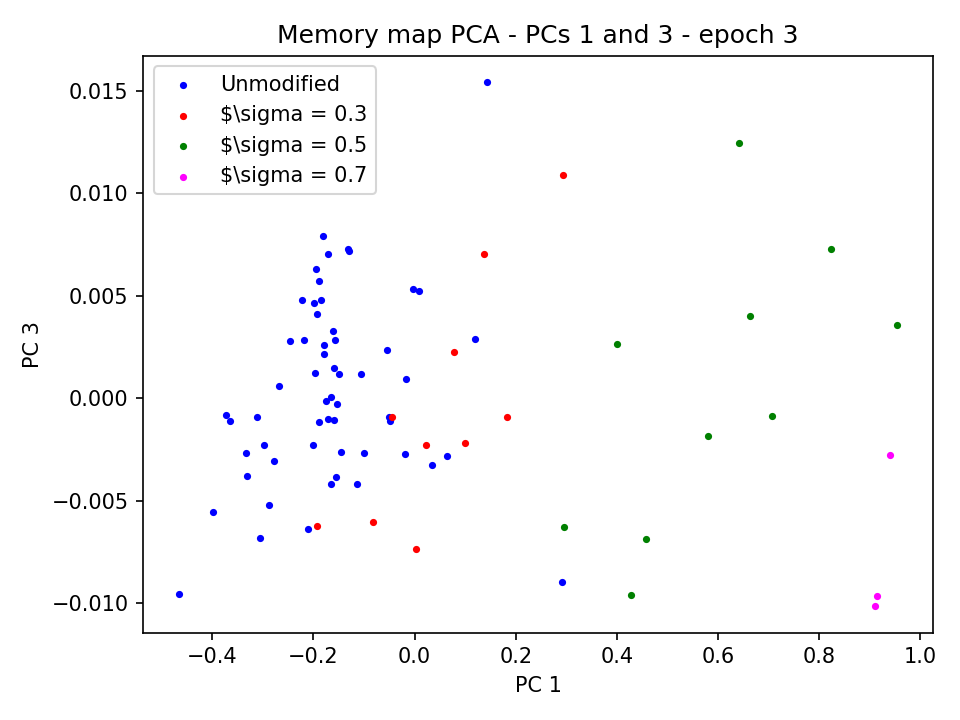 Memory map PCA - PCs 1 and 3 - epoch 3
Unmodified
$\sigma = 0.3
$\sigma = 0.5
$\sigma = 0.7
0.015
0.010
0.005
0.000
−0.005
−0.010
PC 3
−0.4
−0.2
0.0
0.2
0.4
0.6
0.8
1.0
PC 1